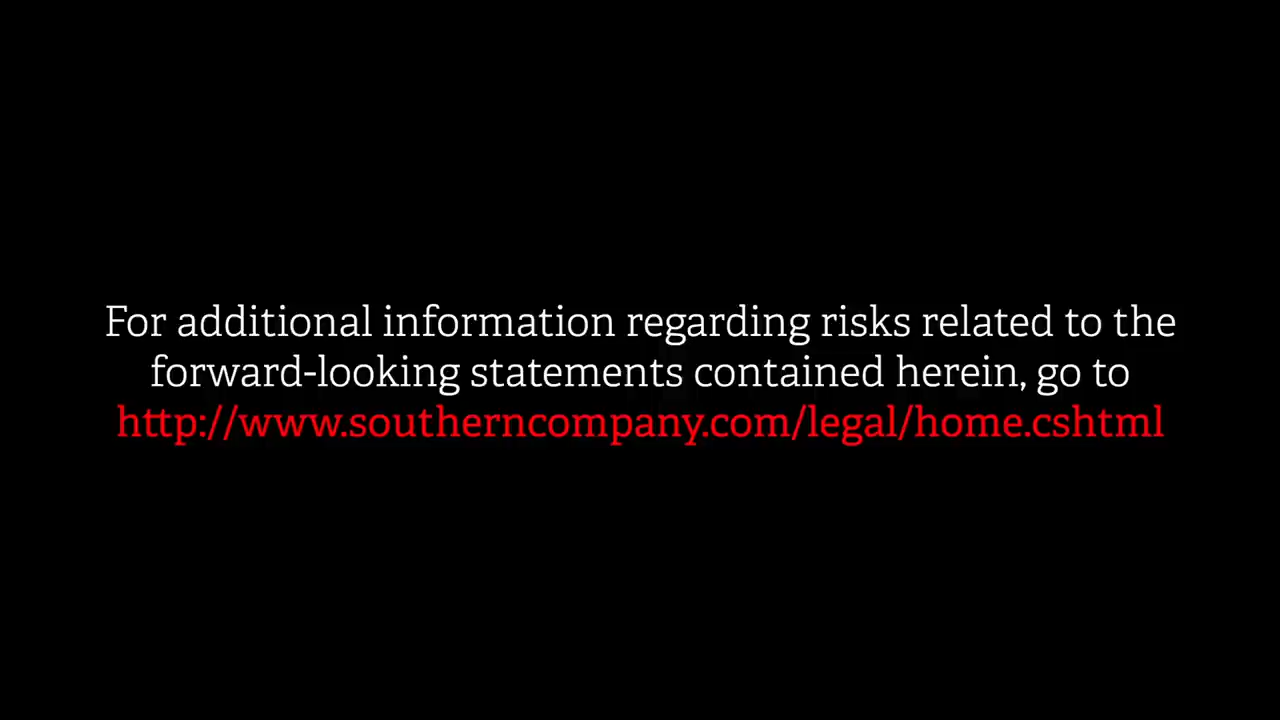 For additional information regarding risks related to the
forward-looking statements contained herein, go to
http://www.southerncompany.com/legal/home.cshtml